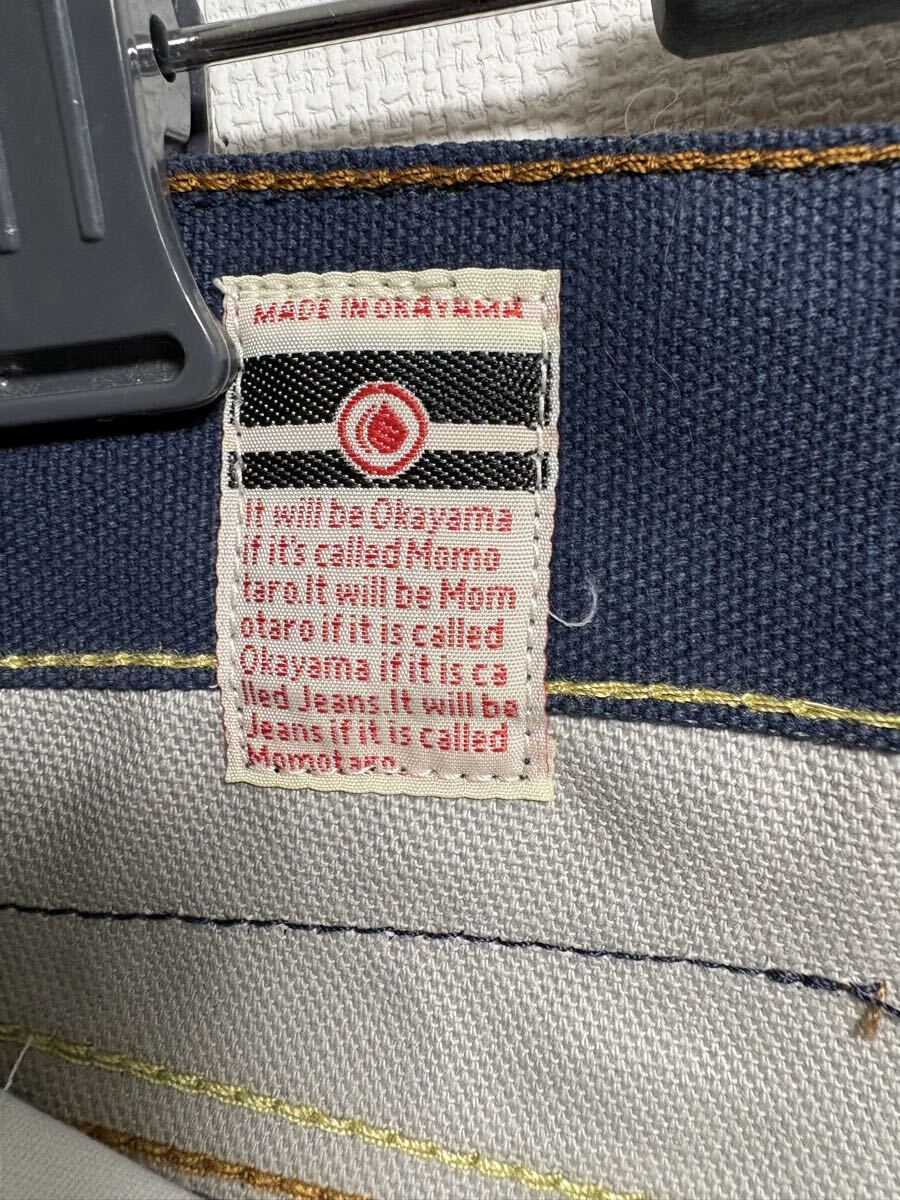 MADE IN OKAYAMA
It will be Okayama
if it's called Momo
taro.It will be Mom
otaro if it is called
Okayama if it is ca
lled Jeans.It will be
Jeans if it is called
Momotaro.